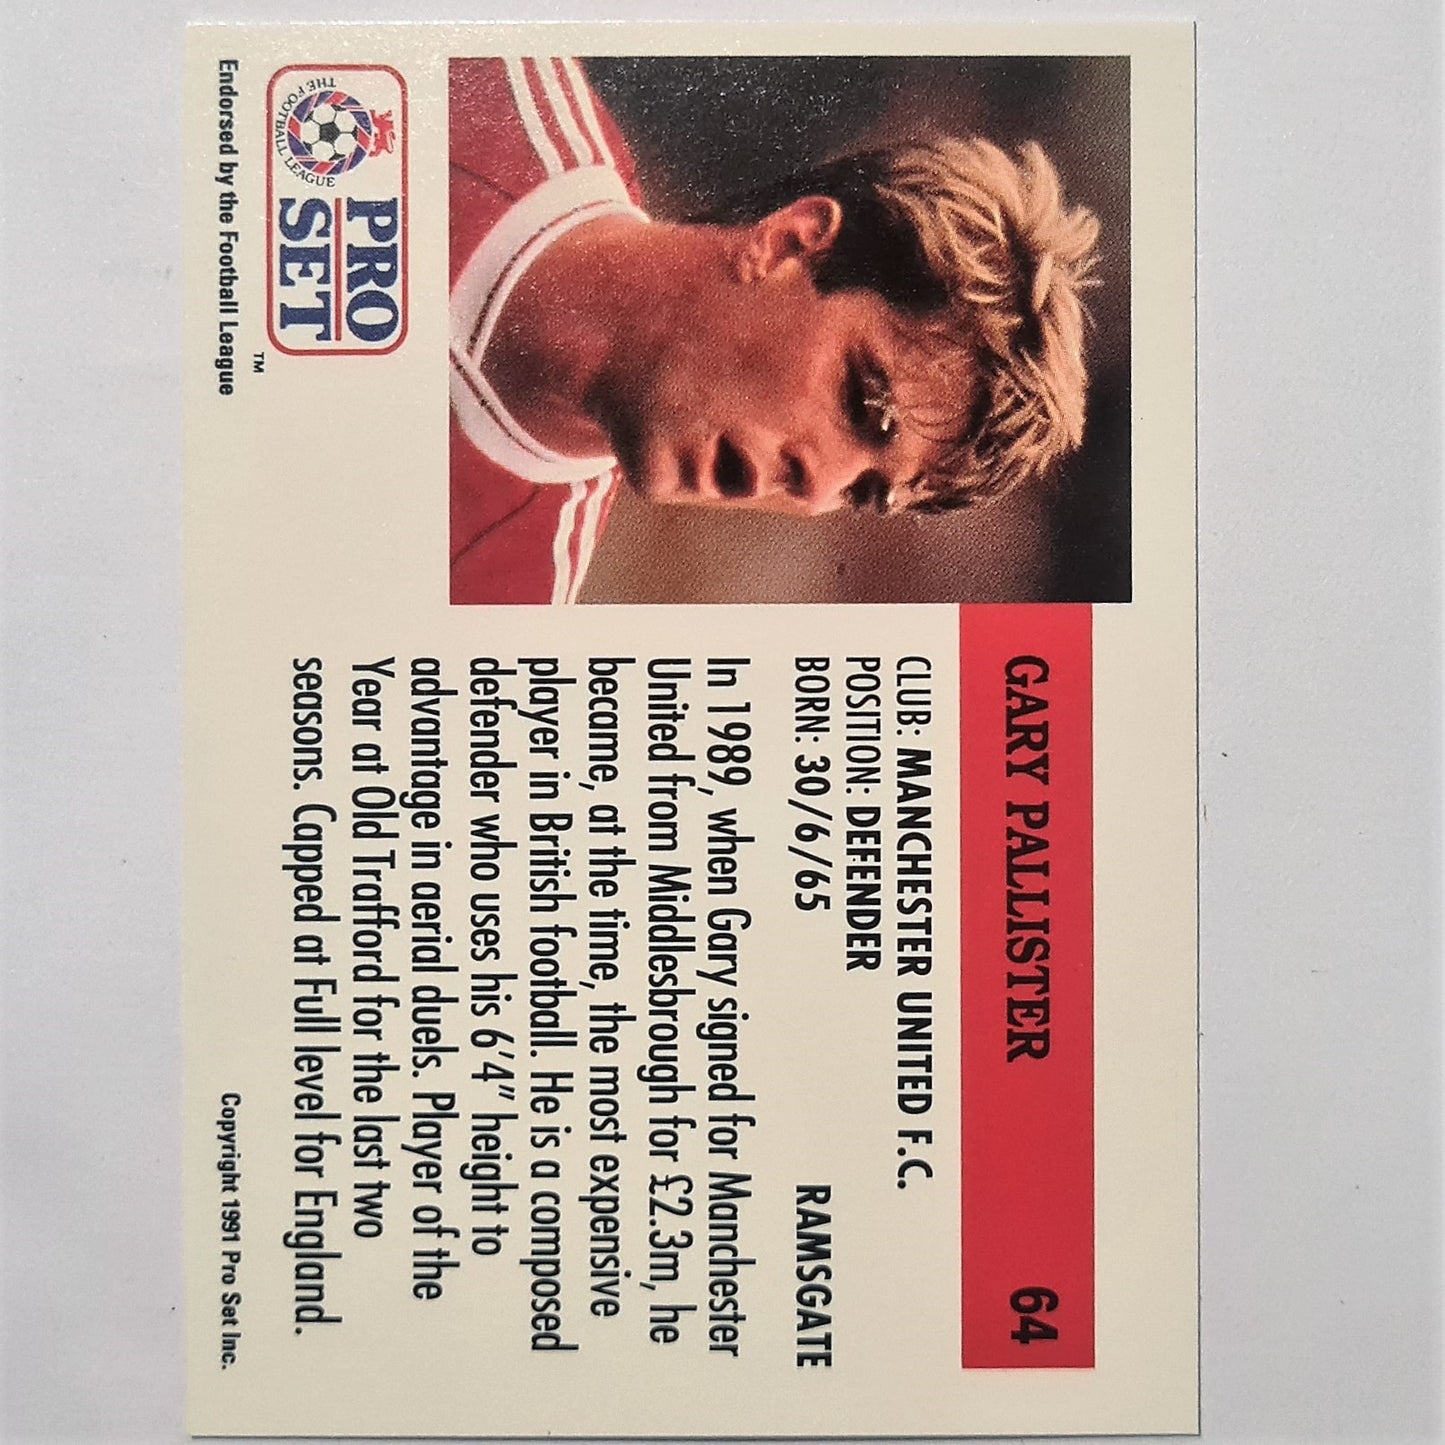 GARY PALLISTER 64
CLUB: MANCHESTER UNITED F.C.
POSITION: DEFENDER
BORN: 30/6/65 RAMSGATE
In 1989, when Gary signed for Manchester
United from Middlesbrough for £2.3m, he
became, at the time, the most expensive
player in British football. He is a composed
defender who uses his 6'4" height to
advantage in aerial duels. Player of the
Year at Old Trafford for the last two
seasons. Capped at Full level for England.
THE FOOTBALL LEAGUE
PRO
SET
TM
Endorsed by the Football League
Copyright 1991 Pro Set Inc.